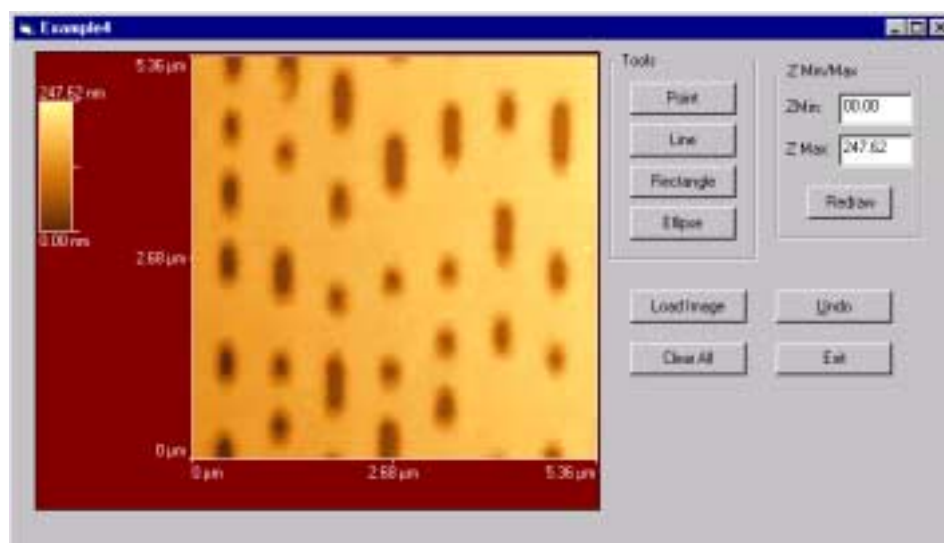 Example4
5.36 µm
247.62 nm
0.00 nm
2.68 µm
0 µm
0 µm
2.68 µm
5.36 µm
Tools
Point
Line
Rectangle
Ellipse
Z Min/Max
ZMin: 00.00
Z Max: 247.62
Redraw
Load Image
Undo
Clear All
Exit